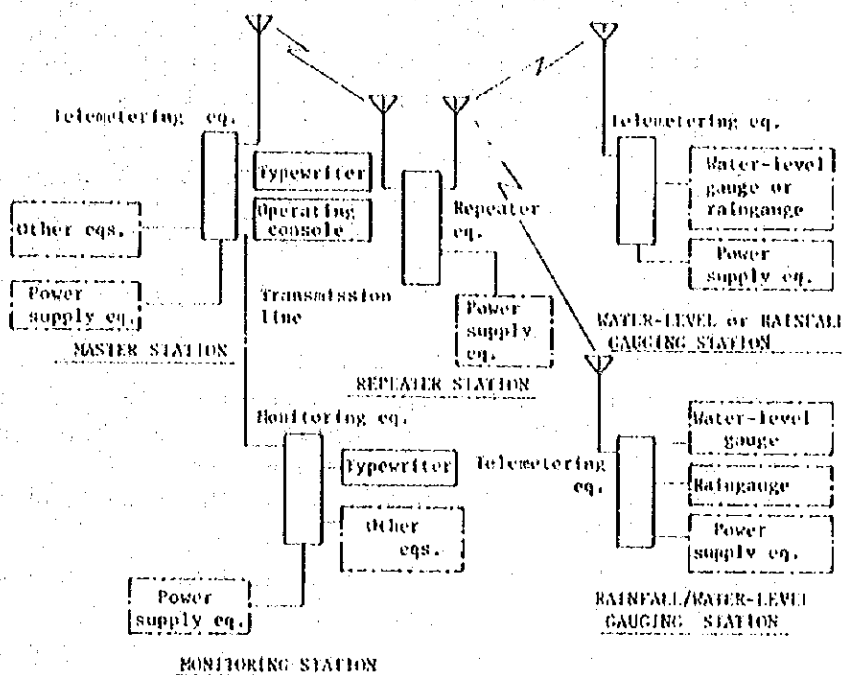 Telemetering eq.
Typewriter
Operating
console
Other eqs.
Power
supply eq.
MASTER STATION
Transmission
line
Repeater
eq.
Power
supply
eq.
REPEATER STATION
Telemetering eq.
Water-level
gauge or
raingauge
Power
supply eq.
WATER-LEVEL or RAINFALL
GAUGING STATION
Monitoring eq.
Typewriter
Other
eqs.
Power
supply eq.
MONITORING STATION
Telemetering
eq.
Water-level
gauge
Raingauge
Power
supply eq.
RAINFALL/WATER-LEVEL
GAUGING STATION